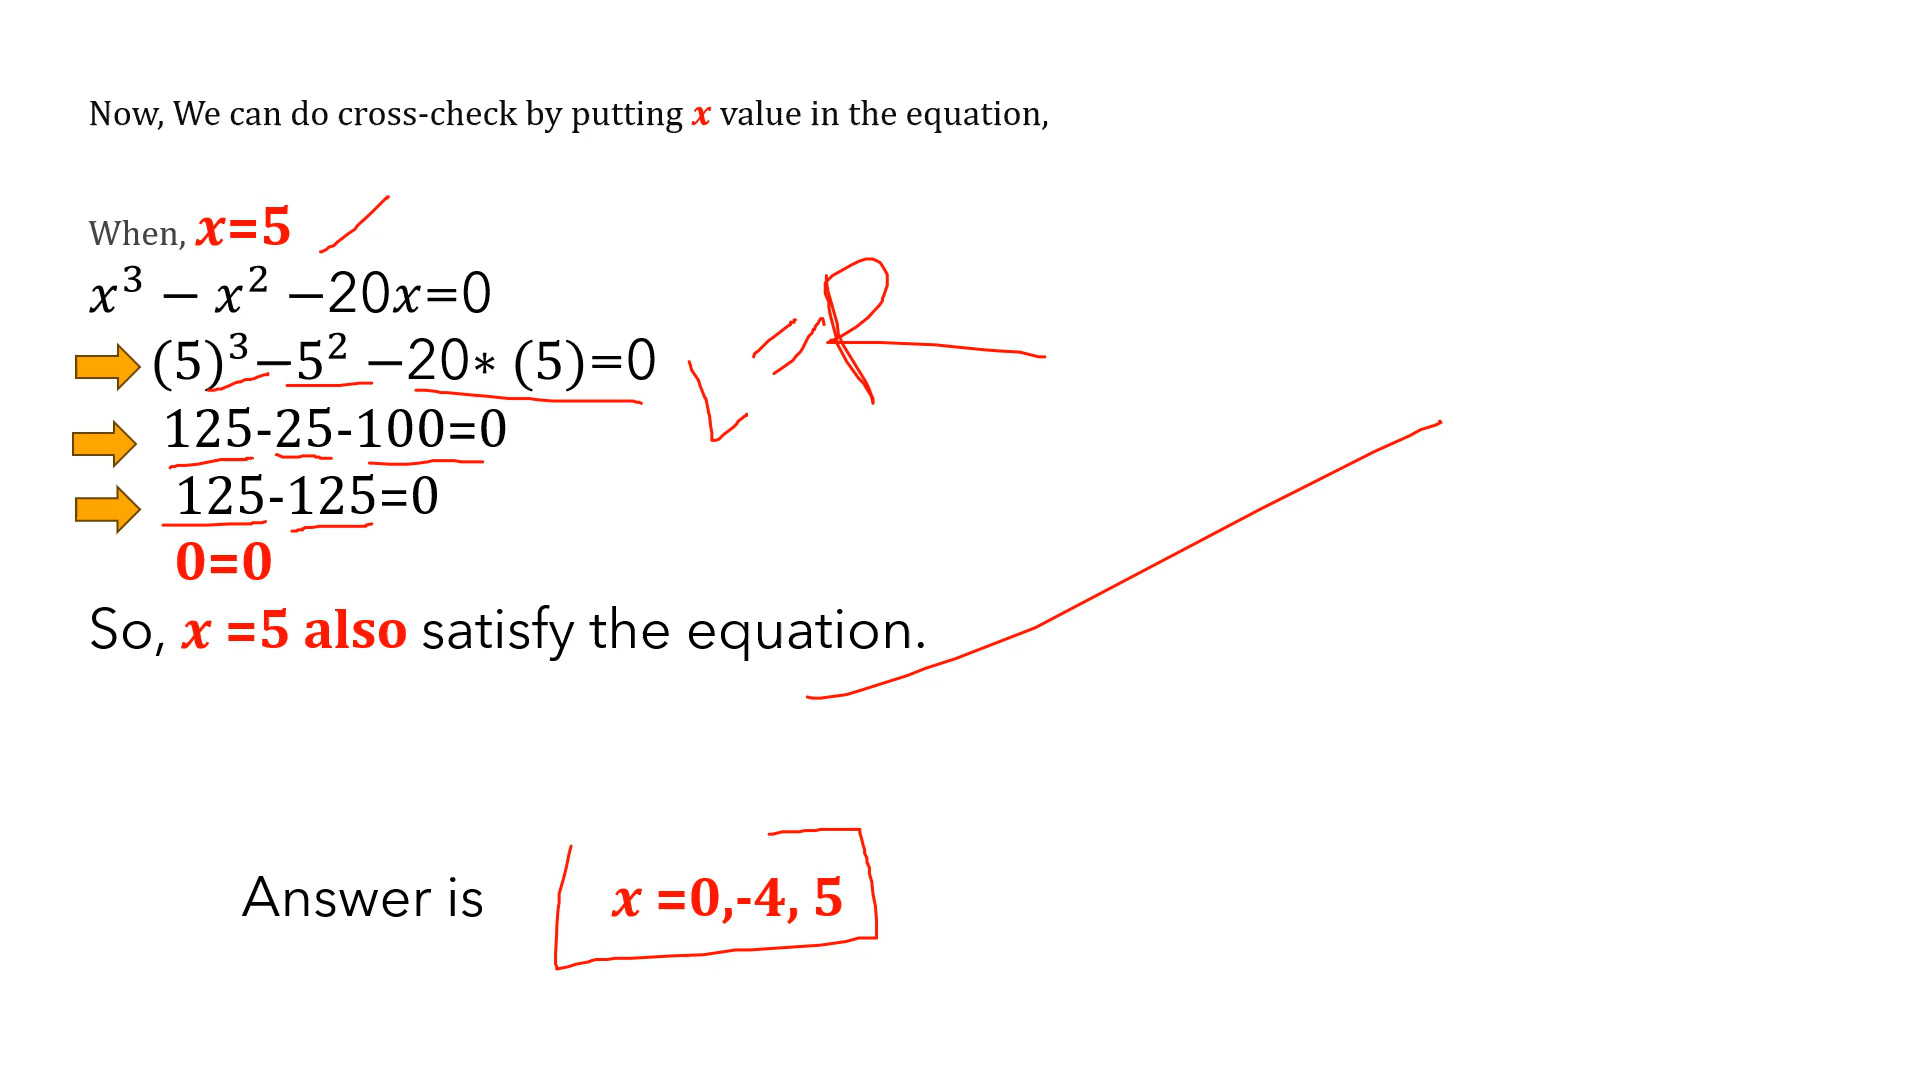 Now, We can do cross-check by putting x value in the equation,
When, x=5
x³ − x² −20x=0
(5)³−5² −20∗ (5)=0
125-25-100=0
125-125=0
0=0
So, x =5 also satisfy the equation.
Answer is x =0,-4, 5